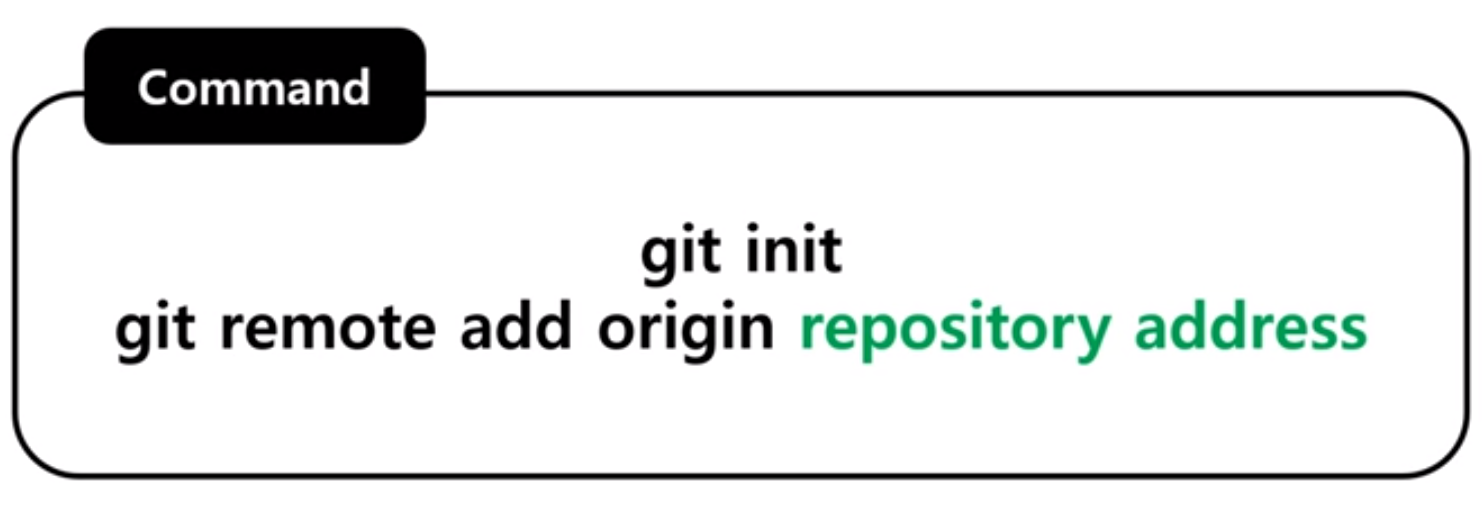 Command
git init
git remote add origin repository address